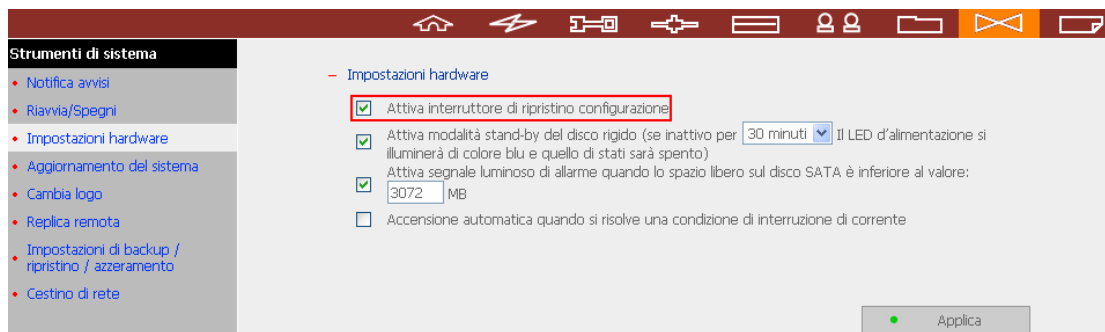 Strumenti di sistema
Notifica avvisi
Riavvia/Spegni
Impostazioni hardware
Aggiornamento del sistema
Cambia logo
Replica remota
Impostazioni di backup /
ripristino / azzeramento
Cestino di rete
Impostazioni hardware
Attiva interruttore di ripristino configurazione
Attiva modalità stand-by del disco rigido (se inattivo per 30 minuti Il LED d'alimentazione si
illuminerà di colore blu e quello di stati sarà spento)
Attiva segnale luminoso di allarme quando lo spazio libero sul disco SATA è inferiore al valore:
3072 MB
Accensione automatica quando si risolve una condizione di interruzione di corrente
Applica